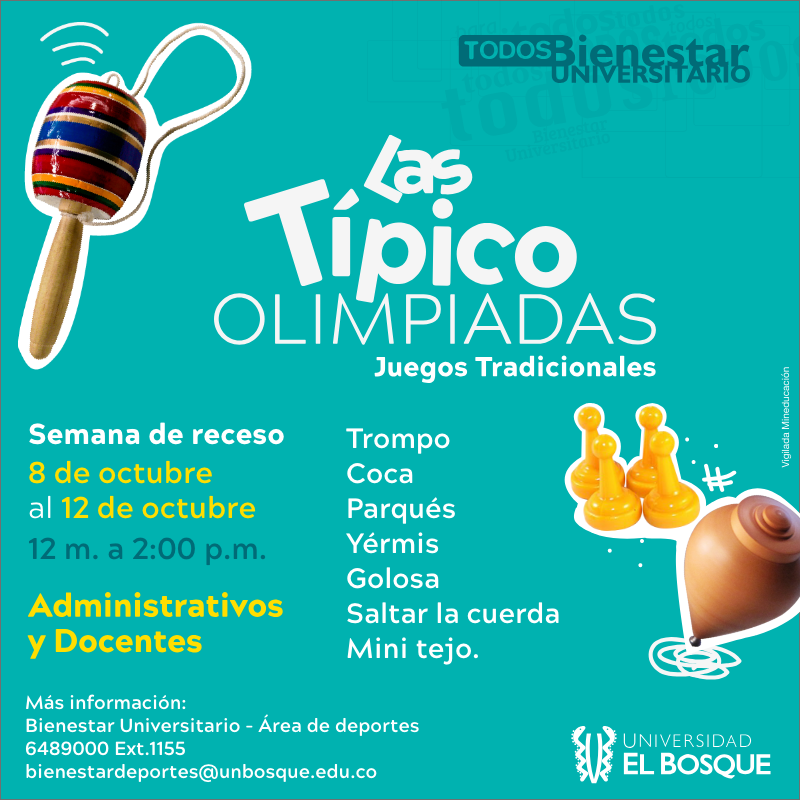 TODOS Bienestar
UNIVERSITARIO
Las
Típico
OLIMPIADAS
Juegos Tradicionales
Semana de receso
8 de octubre
al 12 de octubre
12 m. a 2:00 p.m.
Administrativos
y Docentes
Trompo
Coca
Parqués
Yérmis
Golosa
Saltar la cuerda
Mini tejo.
Vigilada Mineducación
Más información:
Bienestar Universitario - Área de deportes
6489000 Ext.1155
bienestardeportes@unbosque.edu.co
UNIVERSIDAD
EL BOSQUE